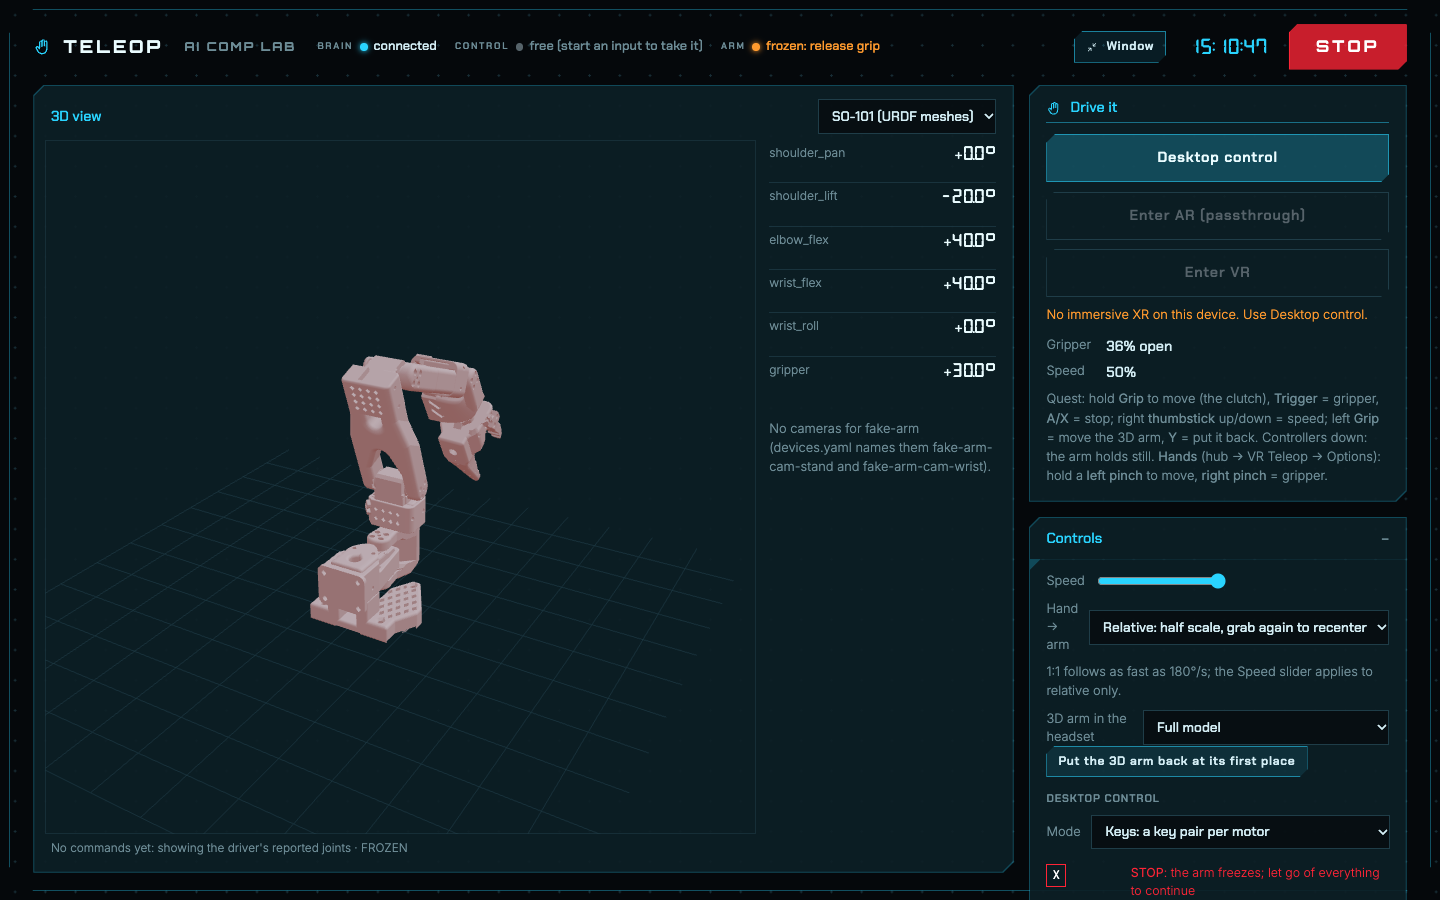 TELEOP AI COMP LAB BRAIN connected CONTROL free (start an input to take it) ARM frozen: release grip Window 15:10:47 STOP
3D view
SO-101 (URDF meshes)
shoulder_pan +0.0°
shoulder_lift -20.0°
elbow_flex +40.0°
wrist_flex +40.0°
wrist_roll +0.0°
gripper +30.0°
No cameras for fake-arm
(devices.yaml names them fake-arm-
cam-stand and fake-arm-cam-wrist).
No commands yet: showing the driver's reported joints · FROZEN
Drive it
Desktop control
Enter AR (passthrough)
Enter VR
No immersive XR on this device. Use Desktop control.
Gripper 36% open
Speed 50%
Quest: hold Grip to move (the clutch), Trigger = gripper,
A/X = stop; right thumbstick up/down = speed; left Grip
= move the 3D arm, Y = put it back. Controllers down:
the arm holds still. Hands (hub → VR Teleop → Options):
hold a left pinch to move, right pinch = gripper.
Controls –
Speed
Hand
→
arm
Relative: half scale, grab again to recenter
1:1 follows as fast as 180°/s; the Speed slider applies to
relative only.
3D arm in the
headset
Full model
Put the 3D arm back at its first place
DESKTOP CONTROL
Mode Keys: a key pair per motor
X STOP: the arm freezes; let go of everything
to continue